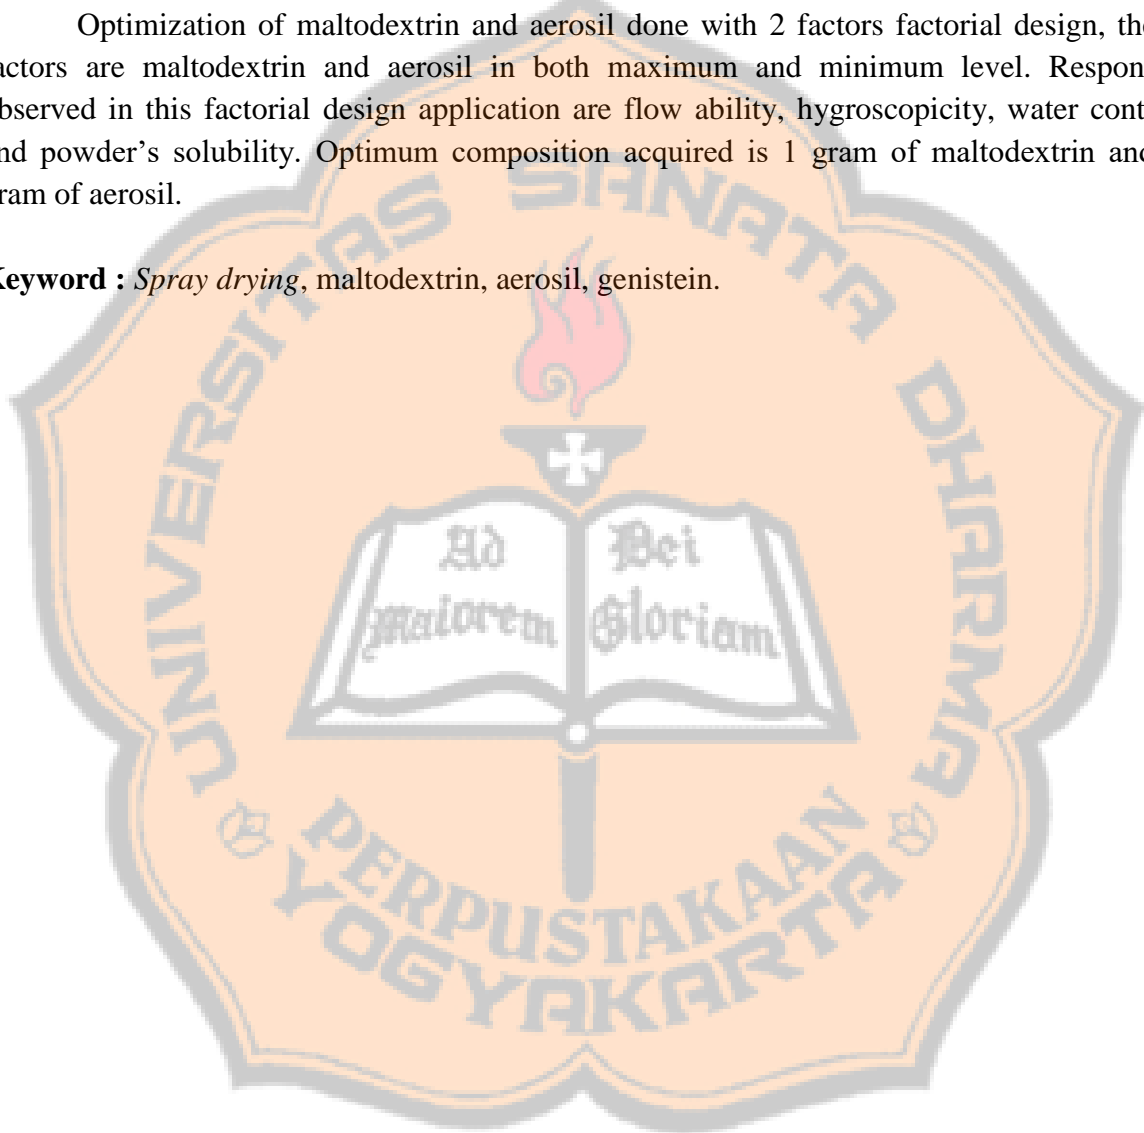 Optimization of maltodextrin and aerosil done with 2 factors factorial design, the
actors are maltodextrin and aerosil in both maximum and minimum level. Respon
bserved in this factorial design application are flow ability, hygroscopicity, water cont
nd powder’s solubility. Optimum composition acquired is 1 gram of maltodextrin and
ram of aerosil.
Keyword : Spray drying, maltodextrin, aerosil, genistein.
UNIVERSITAS SANATA DHARMA
Ad Maiorem
Dei Gloriam
PERPUSTAKAAN
YOGYAKARTA